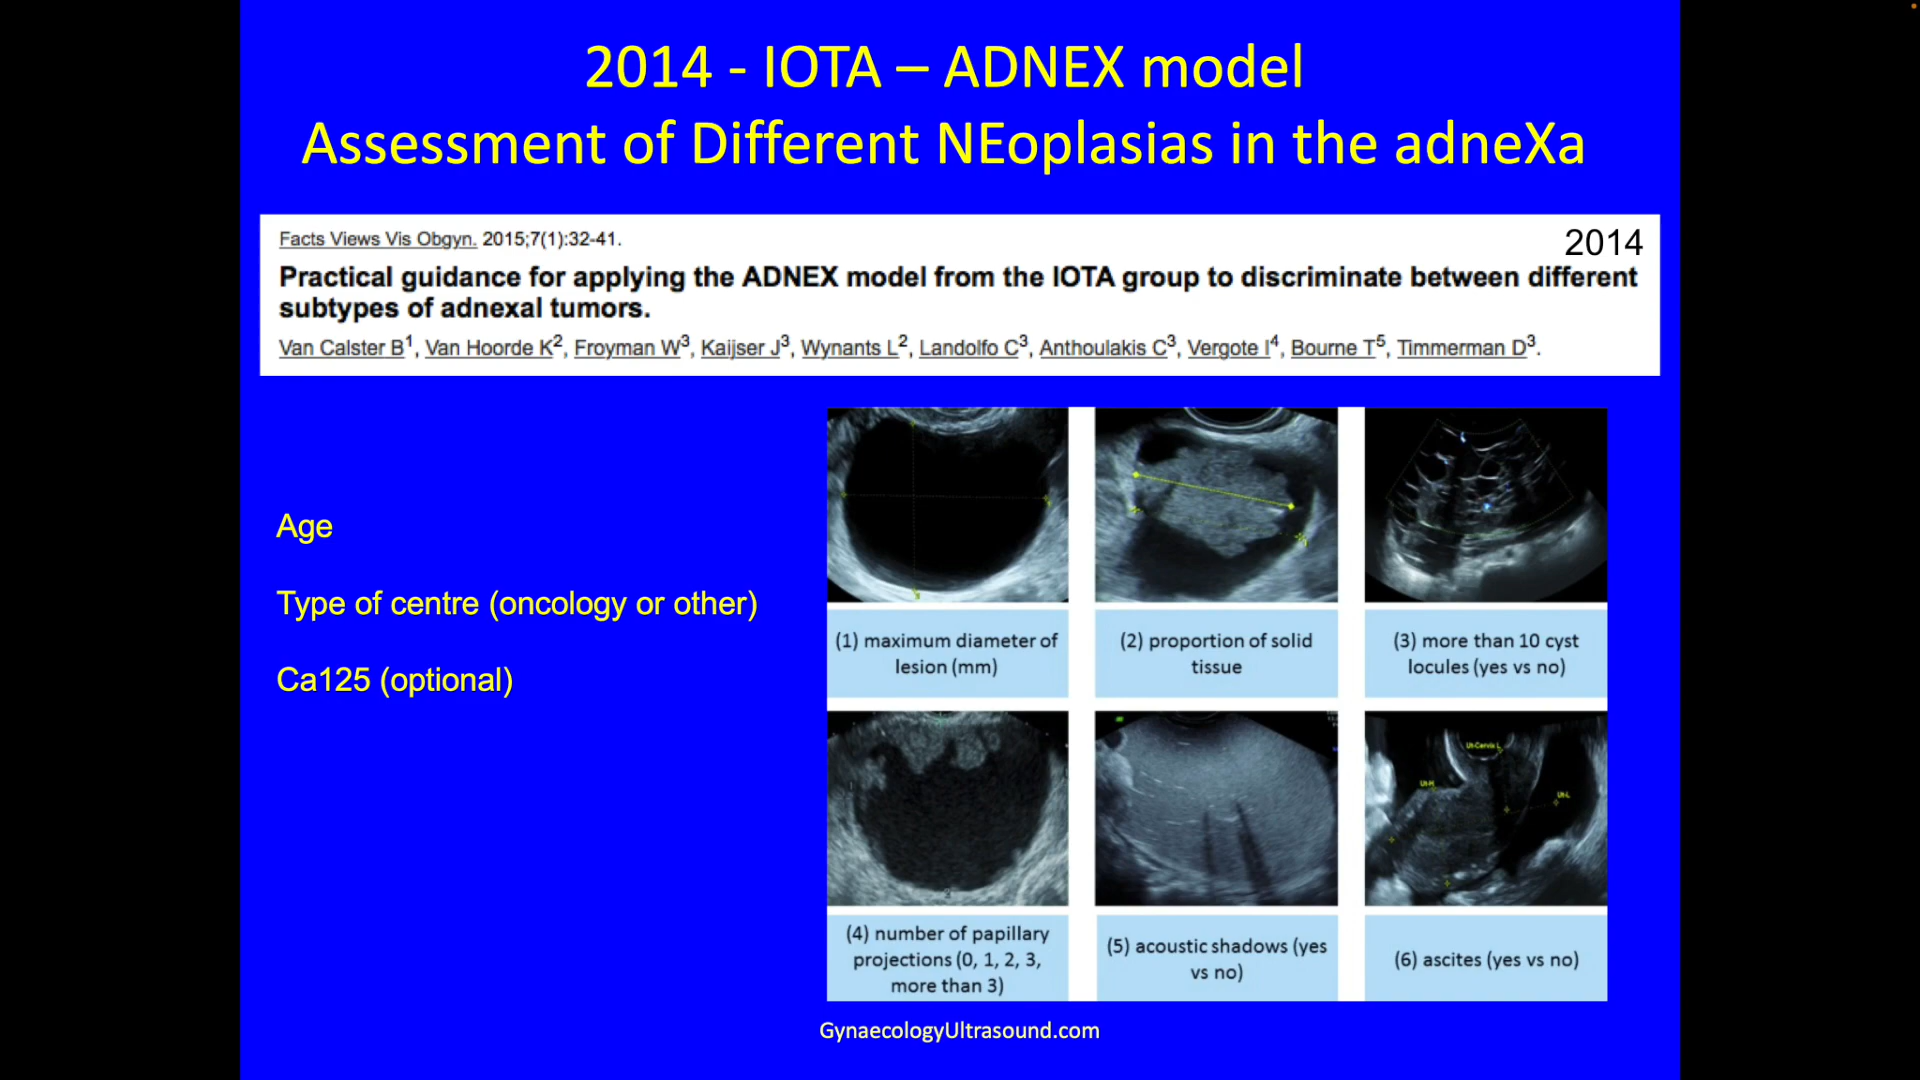 2014 - IOTA – ADNEX model
Assessment of Different NEoplasias in the adneXa
Facts Views Vis Obgyn. 2015;7(1):32-41.
2014
Practical guidance for applying the ADNEX model from the IOTA group to discriminate between different
subtypes of adnexal tumors.
Van Calster B1, Van Hoorde K2, Froyman W3, Kaijser J3, Wynants L2, Landolfo C3, Anthoulakis C3, Vergote I4, Bourne T5, Timmerman D3.
Age
Type of centre (oncology or other)
Ca125 (optional)
(1) maximum diameter of
lesion (mm)
(2) proportion of solid
tissue
(3) more than 10 cyst
locules (yes vs no)
Ut-Cervix L
Ut-H
Ut-L
(4) number of papillary
projections (0, 1, 2, 3,
more than 3)
(5) acoustic shadows (yes
vs no)
(6) ascites (yes vs no)
GynaecologyUltrasound.com